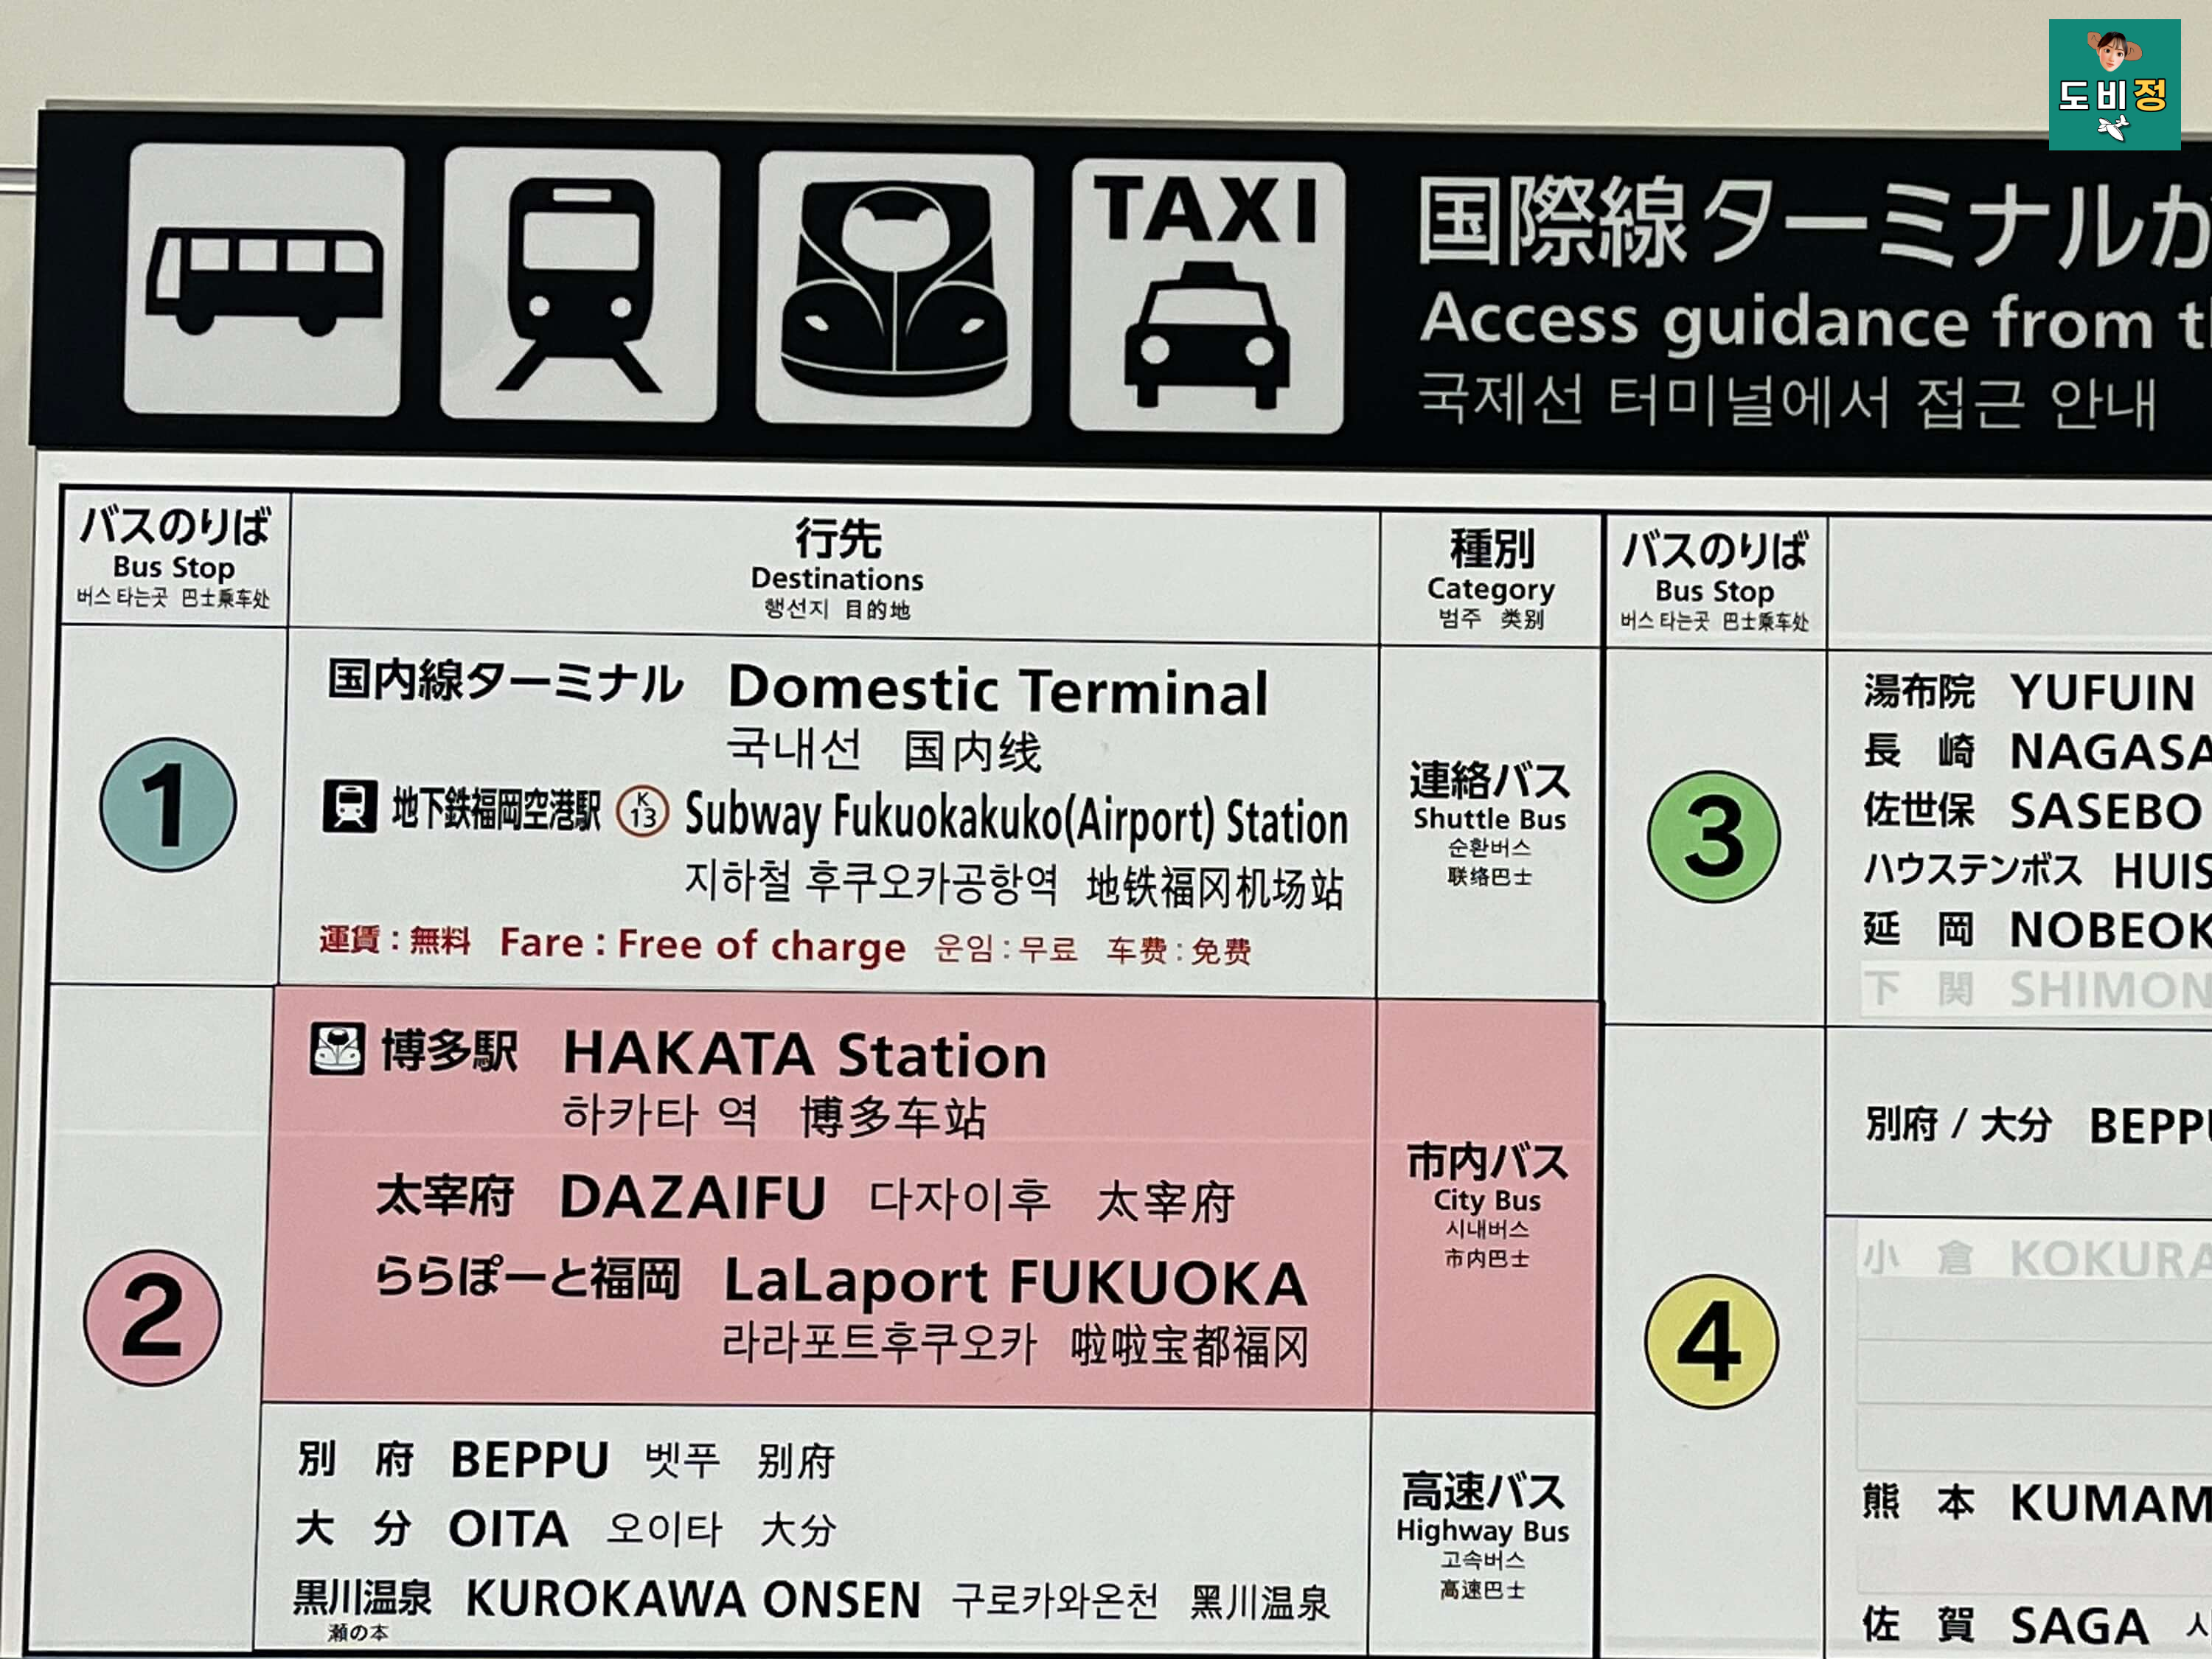 도비정
TAXI
国際線ターミナルか
Access guidance from
국제선 터미널에서 접근 안내
バスのりば
Bus Stop
버스 타는곳 巴士乘车处
行先
Destinations
행선지 目的地
種別
Category
범주 类别
バスのりば
Bus Stop
버스 타는곳 巴士乘车处
1
国内線ターミナル Domestic Terminal
국내선 国内线
地下鉄福岡空港駅 K 13 Subway Fukuokakuko(Airport) Station
지하철 후쿠오카공항역 地铁福冈机场站
運賃：無料 Fare : Free of charge 운임 : 무료 车费 : 免费
連絡バス
Shuttle Bus
순환버스
联络巴士
2
博多駅 HAKATA Station
하카타 역 博多车站
太宰府 DAZAIFU 다자이후 太宰府
ららぽーと福岡 LaLaport FUKUOKA
라라포트후쿠오카 啦啦宝都福冈
市内バス
City Bus
시내버스
市内巴士
別 府 BEPPU 벳푸 别府
大 分 OITA 오이타 大分
黒川温泉 KUROKAWA ONSEN 구로카와온천 黑川温泉
瀬の本
高速バス
Highway Bus
고속버스
高速巴士
3
湯布院 YUFUIN
長 崎 NAGASA
佐世保 SASEBO
ハウステンボス HUIS
延 岡 NOBEOK
下 関 SHIMON
4
別府 / 大分 BEPPU
小 倉 KOKURA
熊 本 KUMAM
佐 賀 SAGA